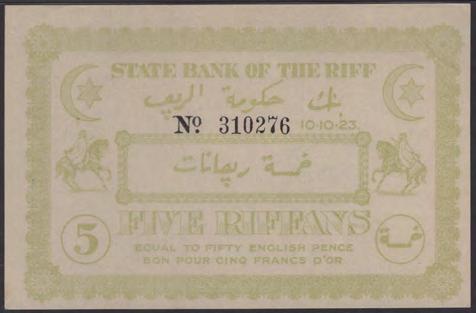 STATE BANK OF THE RIFF
بنك حكومة الريف
Nº 310276 10·10·23.
خمسة ريفانات
FIVE RIFFANS
5
خمسة
EQUAL TO FIFTY ENGLISH PENCE
BON POUR CINQ FRANCS D'OR